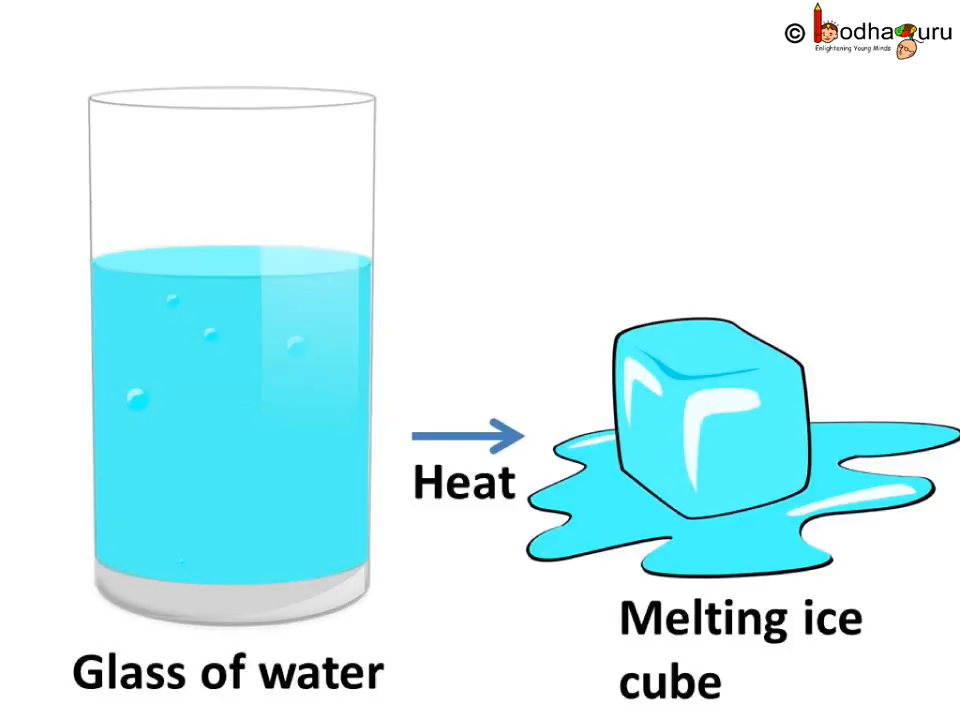 © bodhaguru
Enlightening Young Minds
Heat
Melting ice
cube
Glass of water